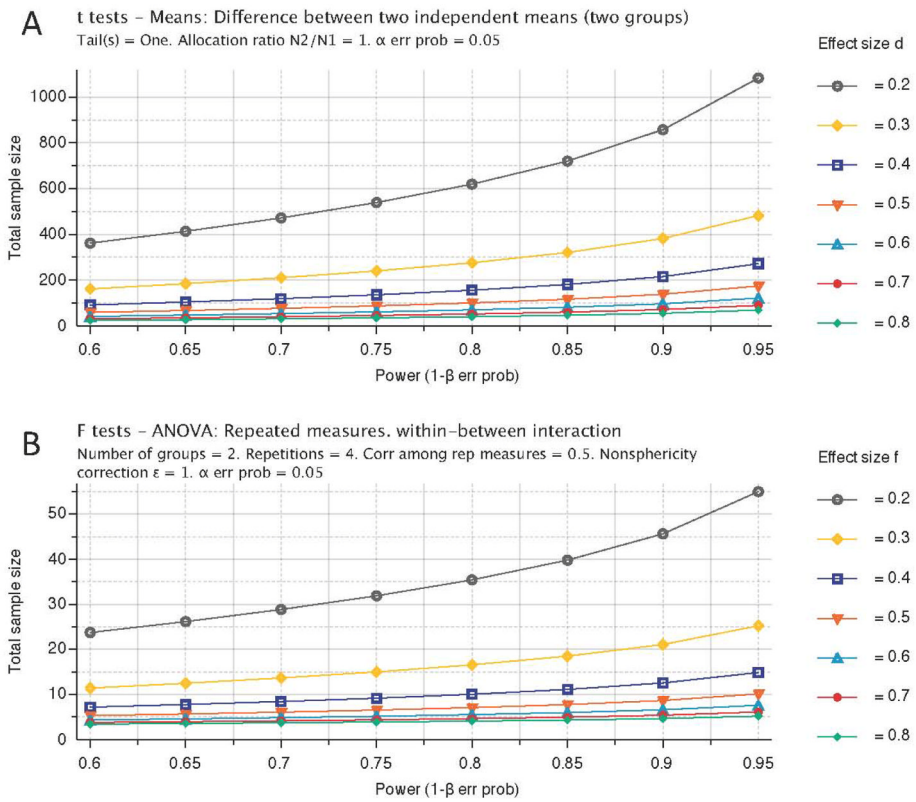 A
t tests – Means: Difference between two independent means (two groups)
Tail(s) = One. Allocation ratio N2/N1 = 1. α err prob = 0.05
Effect size d
= 0.2
= 0.3
= 0.4
= 0.5
= 0.6
= 0.7
= 0.8
Total sample size
1000
800
600
400
200
0
0.6 0.65 0.7 0.75 0.8 0.85 0.9 0.95
Power (1-β err prob)
B
F tests – ANOVA: Repeated measures. within–between interaction
Number of groups = 2. Repetitions = 4. Corr among rep measures = 0.5. Nonsphericity
correction ε = 1. α err prob = 0.05
Effect size f
= 0.2
= 0.3
= 0.4
= 0.5
= 0.6
= 0.7
= 0.8
Total sample size
50
40
30
20
10
0
0.6 0.65 0.7 0.75 0.8 0.85 0.9 0.95
Power (1-β err prob)